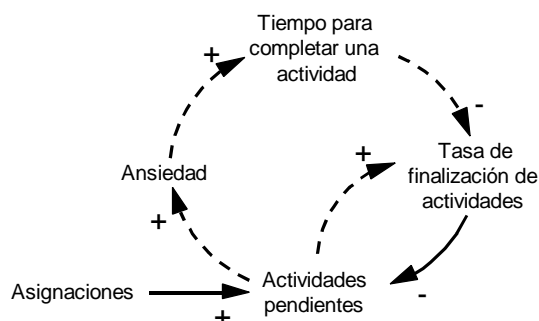 Tiempo para
completar una
actividad
+
-
+
Tasa de
finalización de
actividades
Ansiedad
+
Asignaciones
+
Actividades
pendientes
-